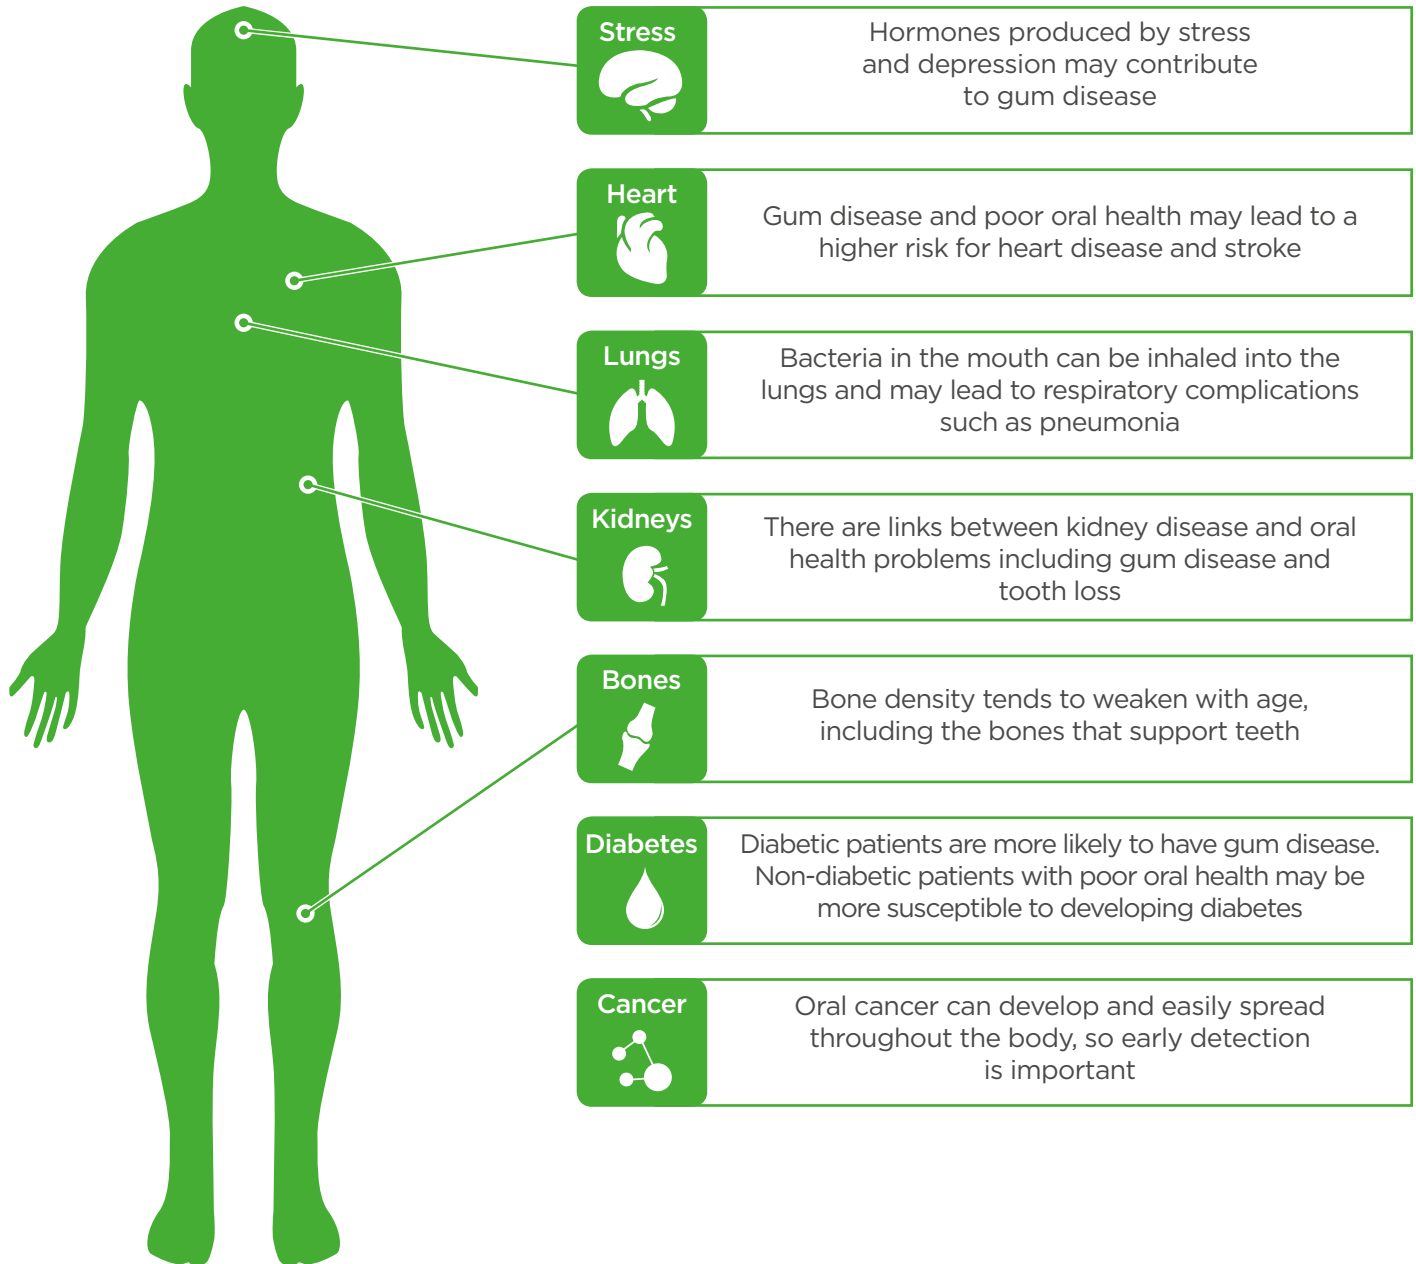 Stress
Hormones produced by stress
and depression may contribute
to gum disease
Heart
Gum disease and poor oral health may lead to a
higher risk for heart disease and stroke
Lungs
Bacteria in the mouth can be inhaled into the
lungs and may lead to respiratory complications
such as pneumonia
Kidneys
There are links between kidney disease and oral
health problems including gum disease and
tooth loss
Bones
Bone density tends to weaken with age,
including the bones that support teeth
Diabetes
Diabetic patients are more likely to have gum disease.
Non-diabetic patients with poor oral health may be
more susceptible to developing diabetes
Cancer
Oral cancer can develop and easily spread
throughout the body, so early detection
is important